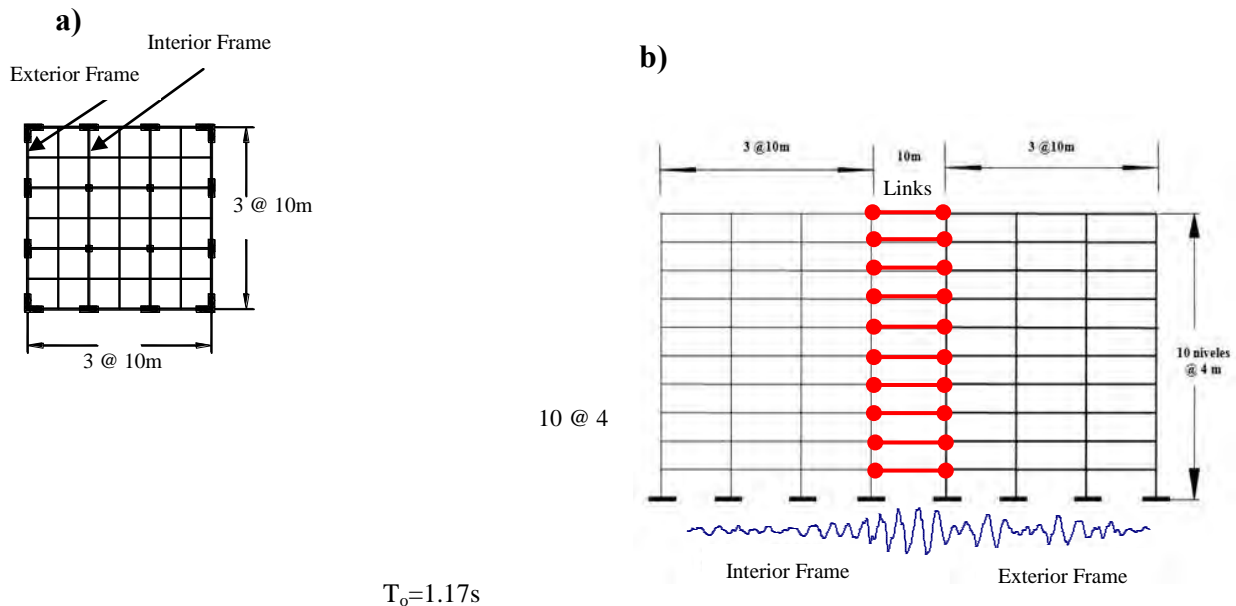 a)
Interior Frame
Exterior Frame
3 @ 10m
3 @ 10m
b)
3 @10m
10m
3 @10m
Links
10 niveles
@ 4 m
10 @ 4
Interior Frame
Exterior Frame
To=1.17s